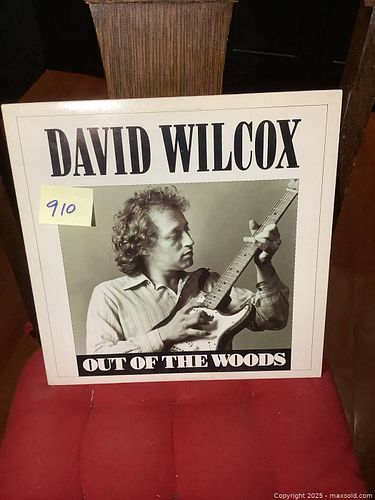 DAVID WILCOX
910
OUT OF THE WOODS
Copyright 2025 - maxsold.com